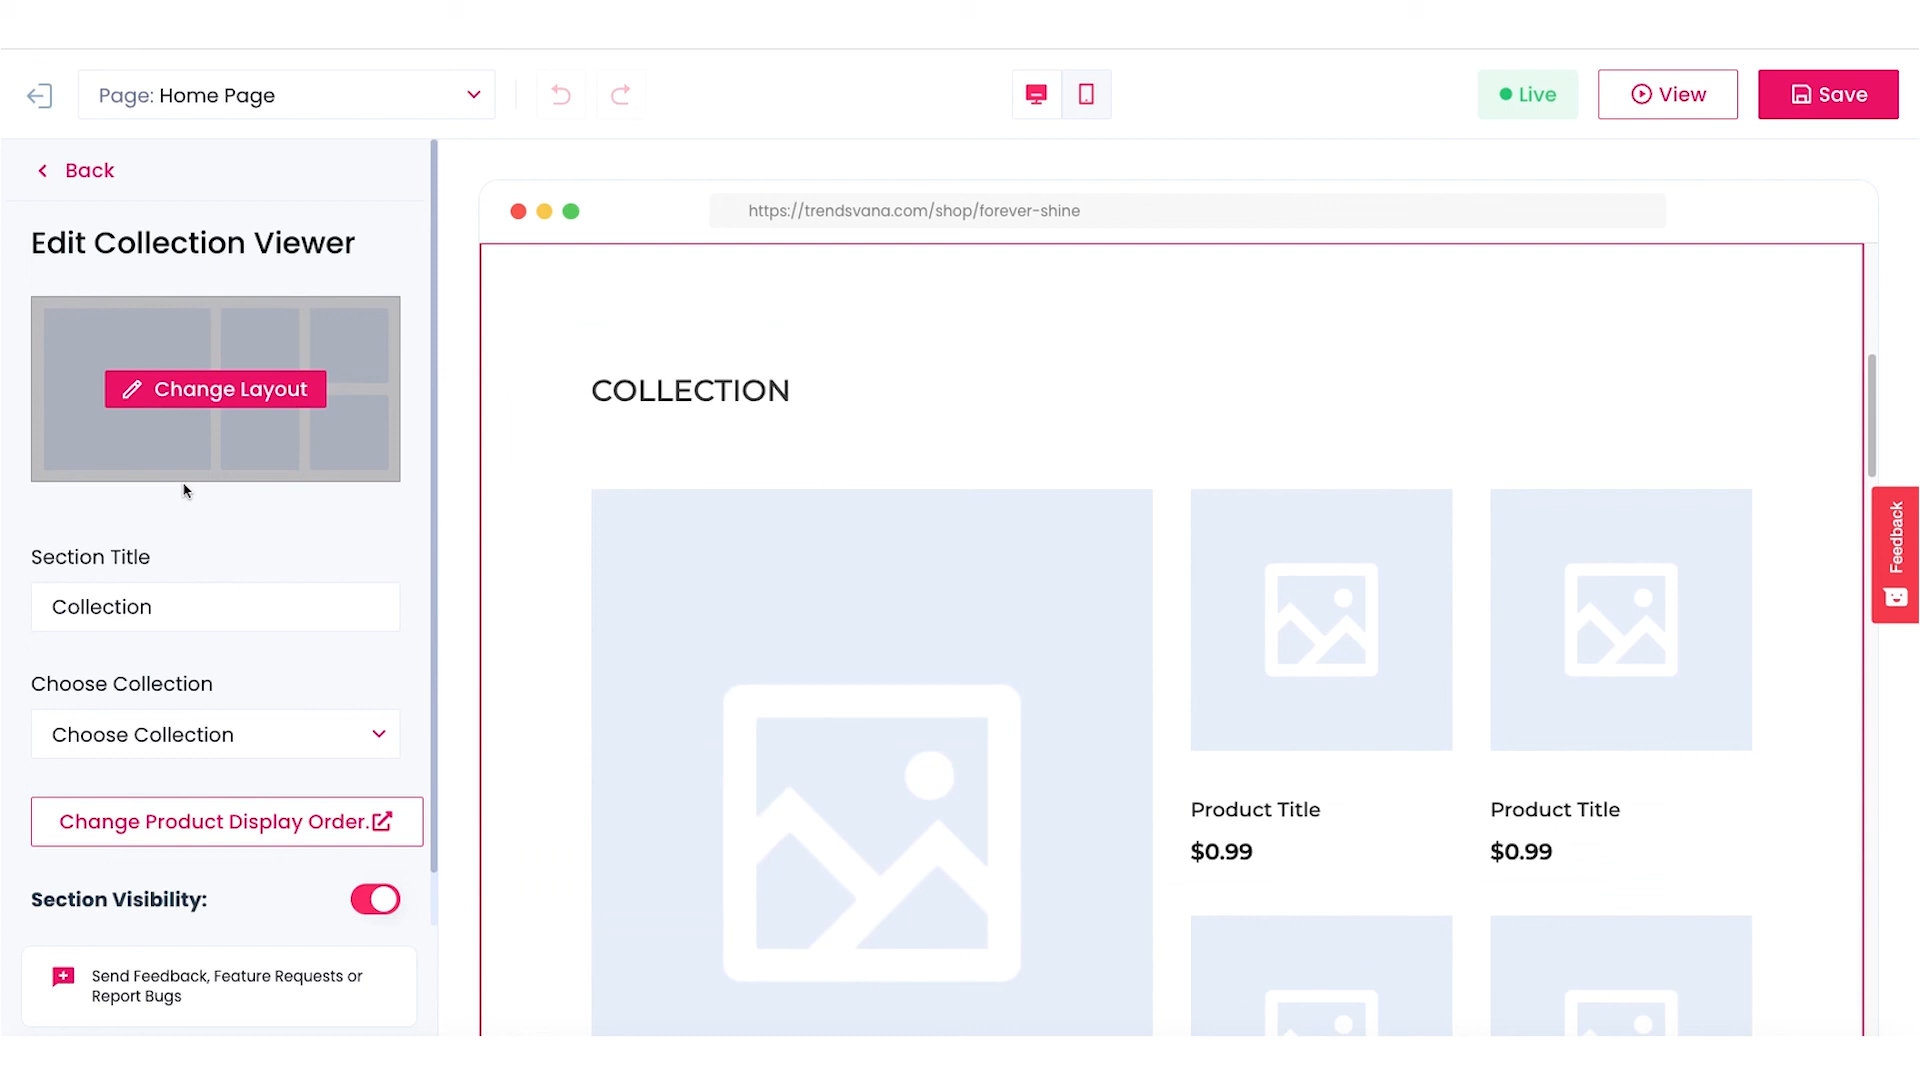 Page: Home Page
Live
View
Save
Back
Edit Collection Viewer
Change Layout
Section Title
Collection
Choose Collection
Choose Collection
Change Product Display Order.
Section Visibility:
Send Feedback, Feature Requests or
Report Bugs
https://trendsvana.com/shop/forever-shine
COLLECTION
Product Title
$0.99
Product Title
$0.99
Feedback